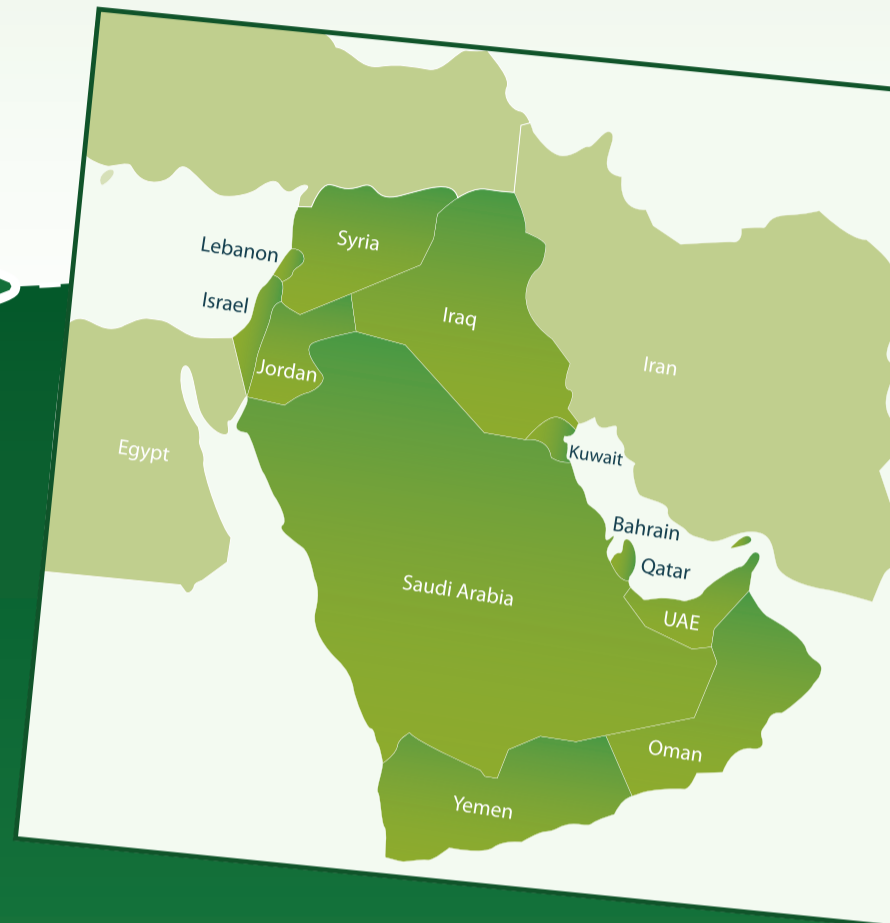 Syria
Lebanon
Israel
Iraq
Jordan
Iran
Egypt
Kuwait
Bahrain
Qatar
Saudi Arabia
UAE
Oman
Yemen